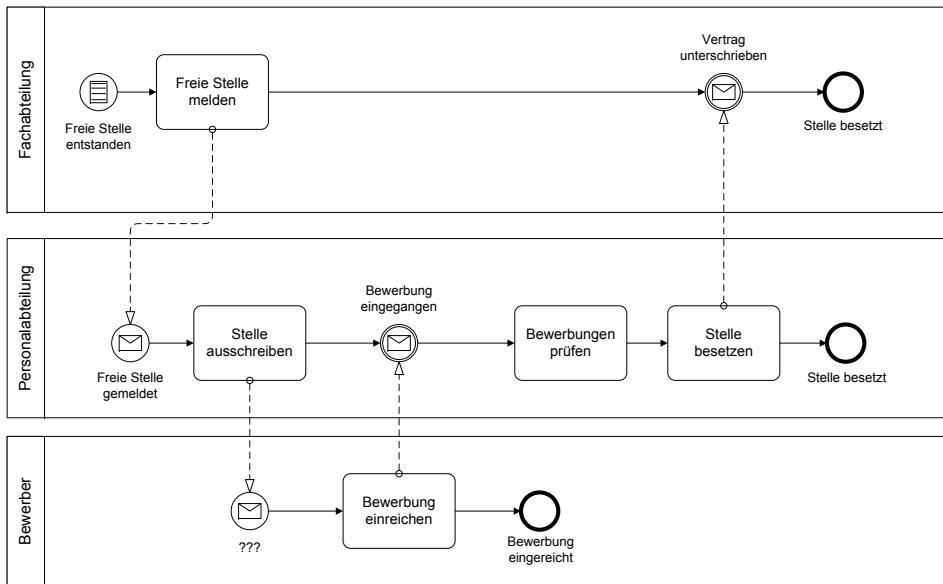 Fachabteilung
Freie Stelle
entstanden
Freie Stelle
melden
Vertrag
unterschrieben
Stelle besetzt
Personalabteilung
Freie Stelle
gemeldet
Stelle
ausschreiben
Bewerbung
eingegangen
Bewerbungen
prüfen
Stelle
besetzen
Stelle besetzt
Bewerber
???
Bewerbung
einreichen
Bewerbung
eingereicht